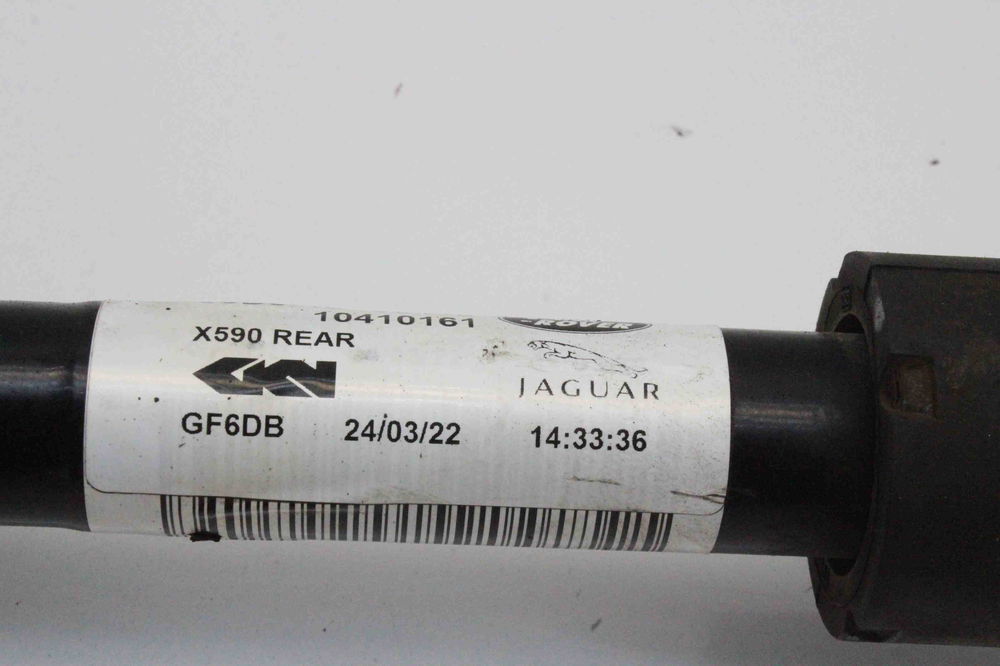 10410161
ROVER
X590 REAR
JAGUAR
GF6DB 24/03/22 14:33:36